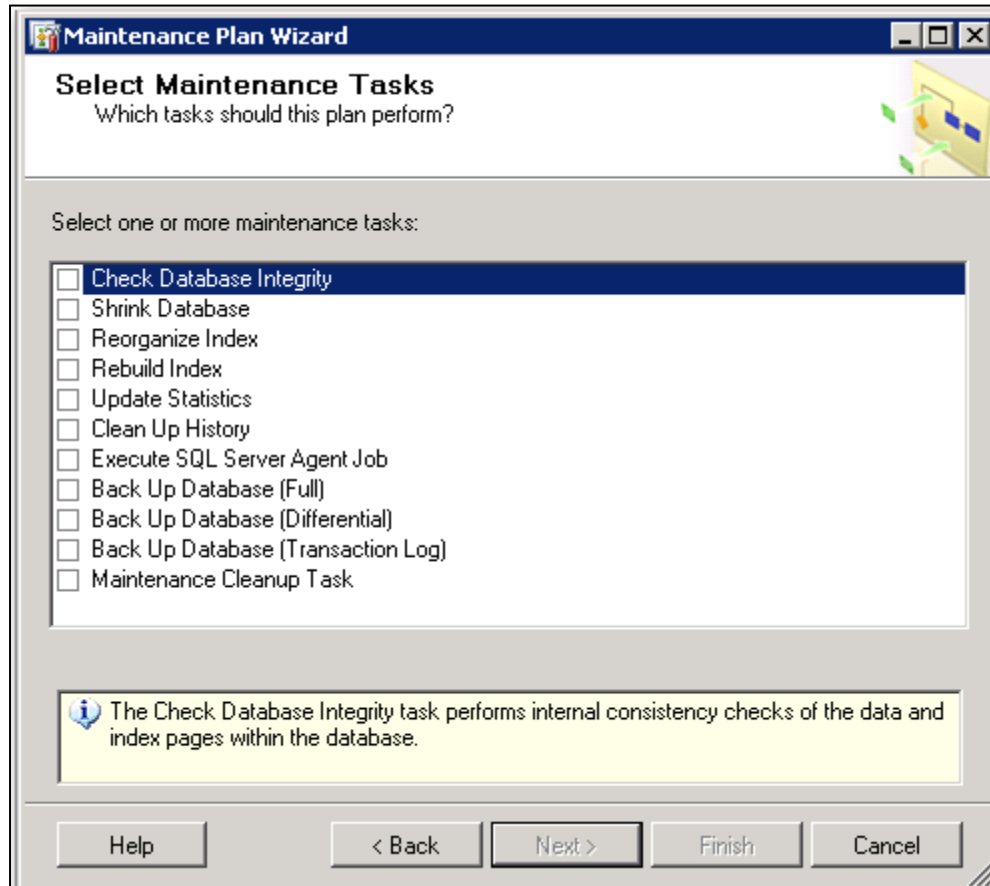 Maintenance Plan Wizard
Select Maintenance Tasks
Which tasks should this plan perform?
Select one or more maintenance tasks:
Check Database Integrity
Shrink Database
Reorganize Index
Rebuild Index
Update Statistics
Clean Up History
Execute SQL Server Agent Job
Back Up Database (Full)
Back Up Database (Differential)
Back Up Database (Transaction Log)
Maintenance Cleanup Task
The Check Database Integrity task performs internal consistency checks of the data and
index pages within the database.
Help < Back Next > Finish Cancel